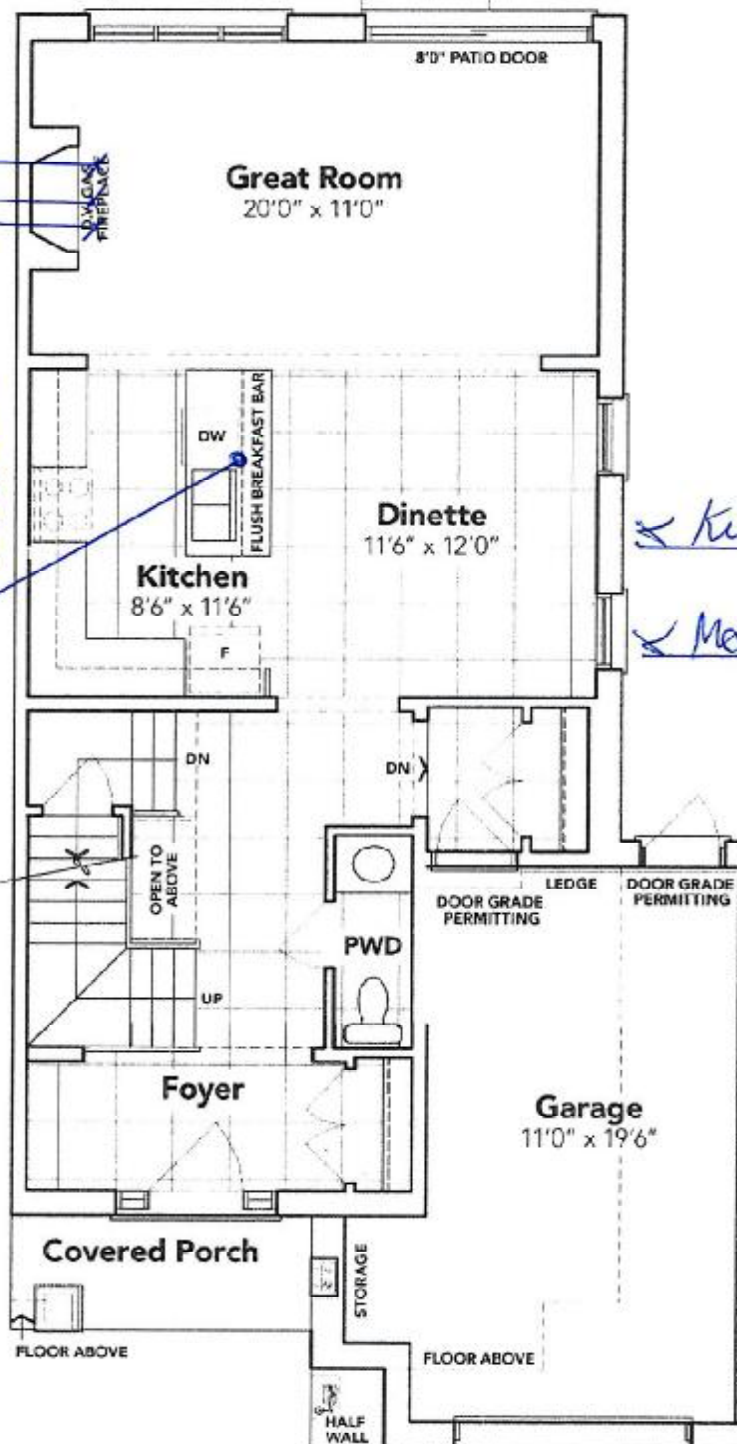 8'0" PATIO DOOR
D.V. GAS
FIREPLACE
Great Room
20'0" x 11'0"
DW
FLUSH BREAKFAST BAR
Dinette
11'6" x 12'0"
Kitchen
8'6" x 11'6"
F
DN
DN
OPEN TO
ABOVE
LEDGE
DOOR GRADE
PERMITTING
DOOR GRADE
PERMITTING
PWD
UP
Foyer
Garage
11'0" x 19'6"
Covered Porch
STORAGE
FLOOR ABOVE
FLOOR ABOVE
HALF
WALL